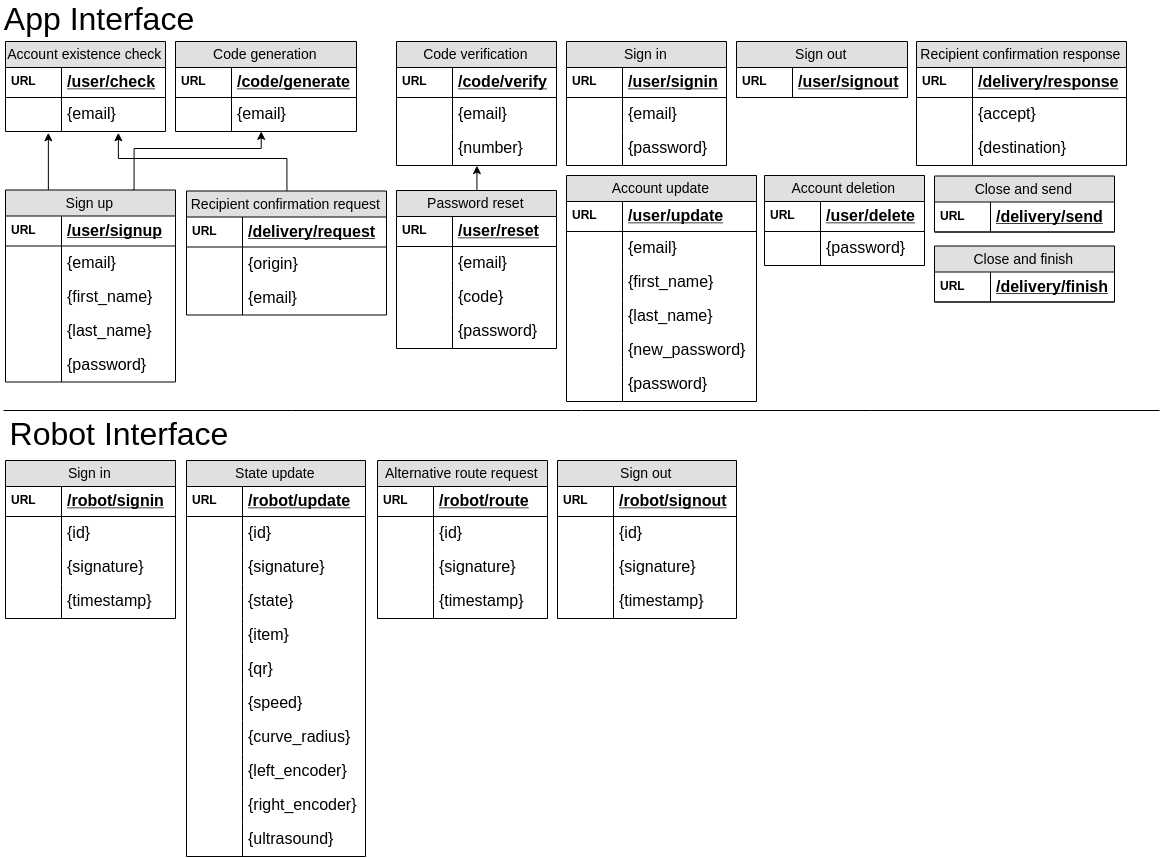 App Interface
Account existence check
URL /user/check
{email}
Code generation
URL /code/generate
{email}
Code verification
URL /code/verify
{email}
{number}
Sign in
URL /user/signin
{email}
{password}
Sign out
URL /user/signout
Recipient confirmation response
URL /delivery/response
{accept}
{destination}
Sign up
URL /user/signup
{email}
{first_name}
{last_name}
{password}
Recipient confirmation request
URL /delivery/request
{origin}
{email}
Password reset
URL /user/reset
{email}
{code}
{password}
Account update
URL /user/update
{email}
{first_name}
{last_name}
{new_password}
{password}
Account deletion
URL /user/delete
{password}
Close and send
URL /delivery/send
Close and finish
URL /delivery/finish
Robot Interface
Sign in
URL /robot/signin
{id}
{signature}
{timestamp}
State update
URL /robot/update
{id}
{signature}
{state}
{item}
{qr}
{speed}
{curve_radius}
{left_encoder}
{right_encoder}
{ultrasound}
Alternative route request
URL /robot/route
{id}
{signature}
{timestamp}
Sign out
URL /robot/signout
{id}
{signature}
{timestamp}